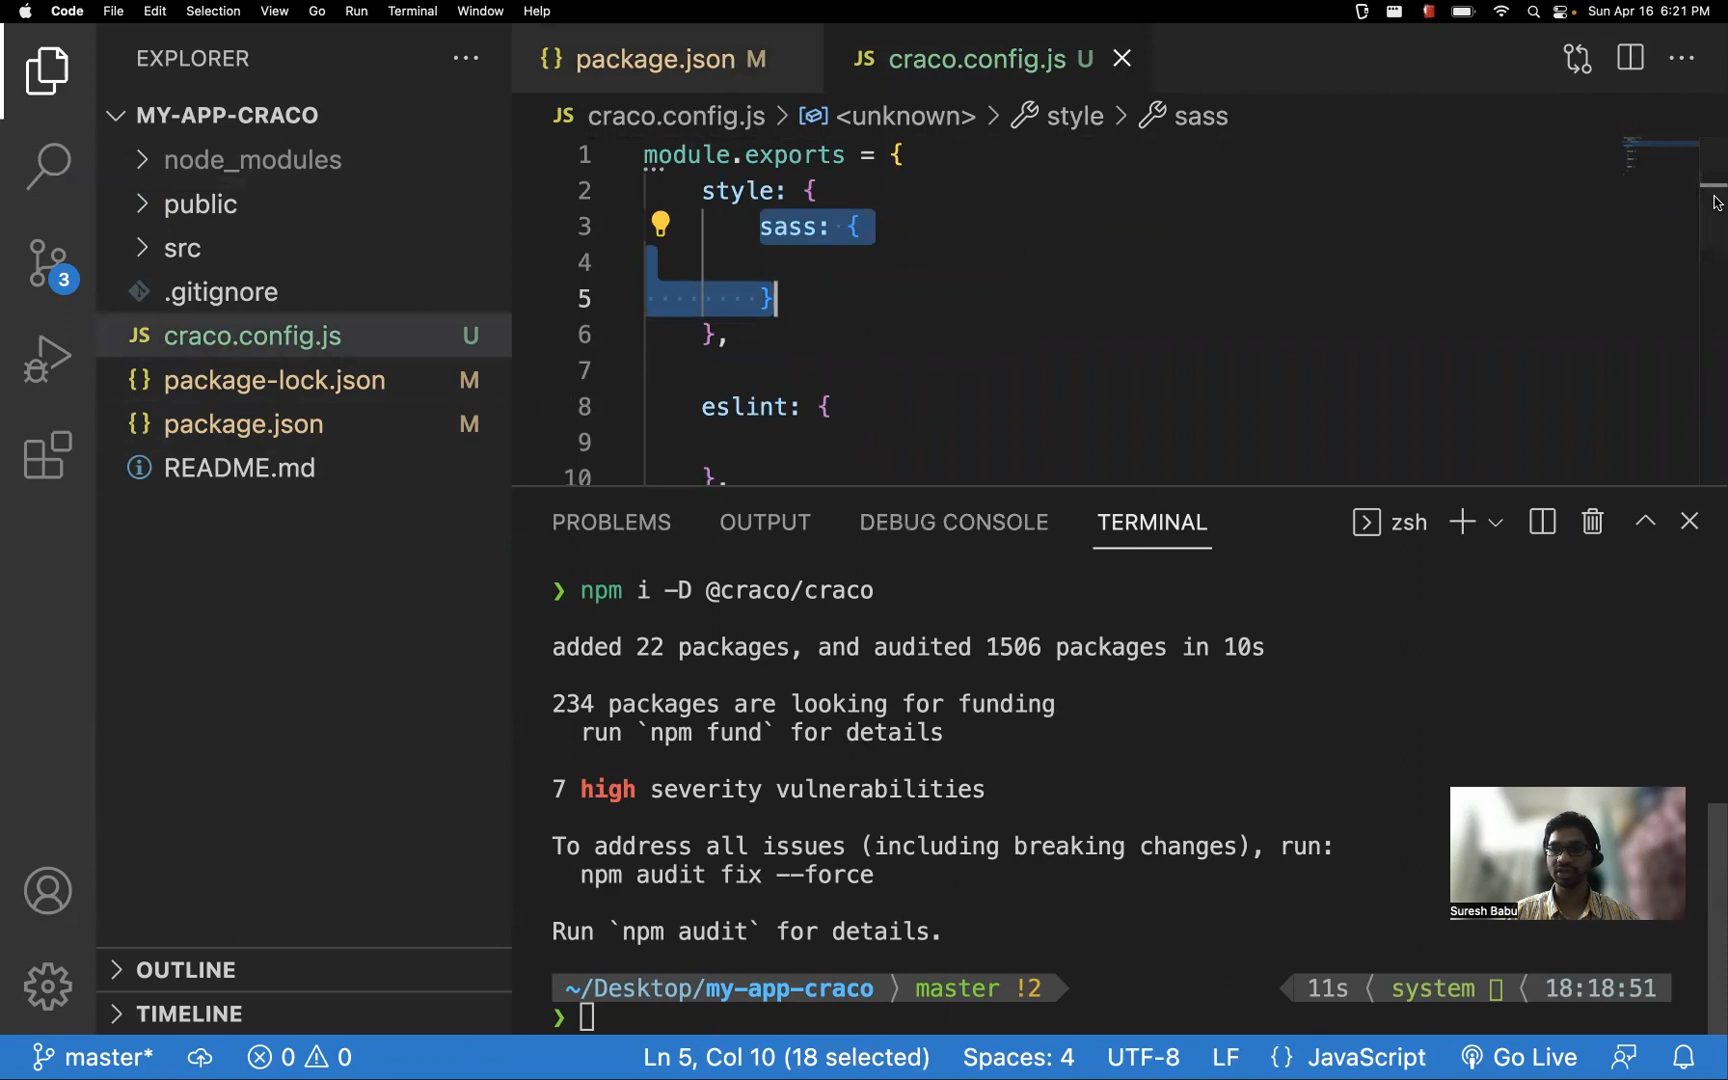 Code File Edit Selection View Go Run Terminal Window Help Sun Apr 16 6:21 PM
EXPLORER ···
{} package.json M JS craco.config.js U
MY-APP-CRACO
JS craco.config.js > <unknown> > style > sass
node_modules
public
src
.gitignore
JS craco.config.js U
{} package-lock.json M
{} package.json M
README.md
1 module.exports = {
2 style: {
3 sass: {
4
5 }
6 },
7
8 eslint: {
9
10 },
PROBLEMS OUTPUT DEBUG CONSOLE TERMINAL zsh
❯ npm i -D @craco/craco
added 22 packages, and audited 1506 packages in 10s
234 packages are looking for funding
run `npm fund` for details
7 high severity vulnerabilities
To address all issues (including breaking changes), run:
npm audit fix --force
Run `npm audit` for details.
~/Desktop/my-app-craco master !2 11s system 18:18:51
❯
Suresh Babu
3
OUTLINE
TIMELINE
master* 0 0 Ln 5, Col 10 (18 selected) Spaces: 4 UTF-8 LF {} JavaScript Go Live